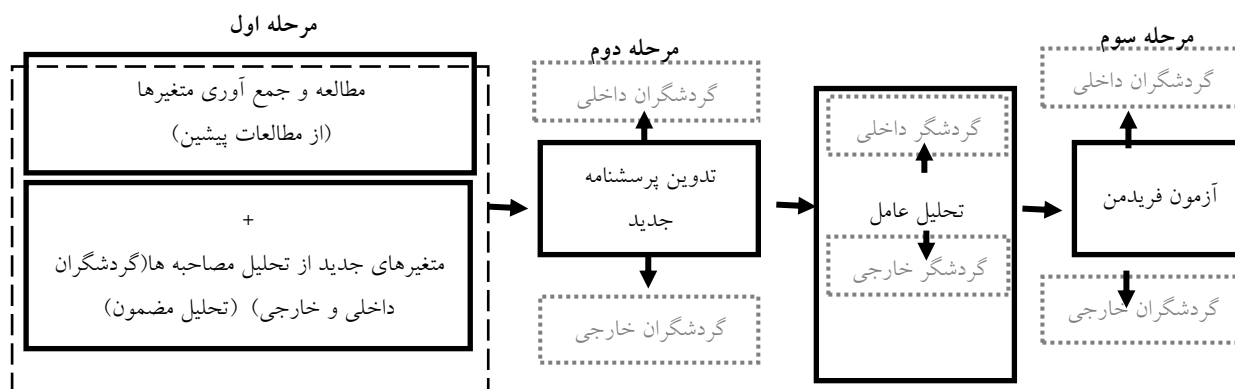 مرحله اول
مطالعه و جمع آوری متغیرها
(از مطالعات پیشین)
+
متغیرهای جدید از تحلیل مصاحبه ها(گردشگران
داخلی و خارجی) (تحلیل مضمون)
مرحله دوم
گردشگران داخلی
تدوین پرسشنامه
جدید
گردشگران خارجی
گردشگر داخلی
تحلیل عامل
گردشگر خارجی
مرحله سوم
گردشگران داخلی
آزمون فریدمن
گردشگران خارجی